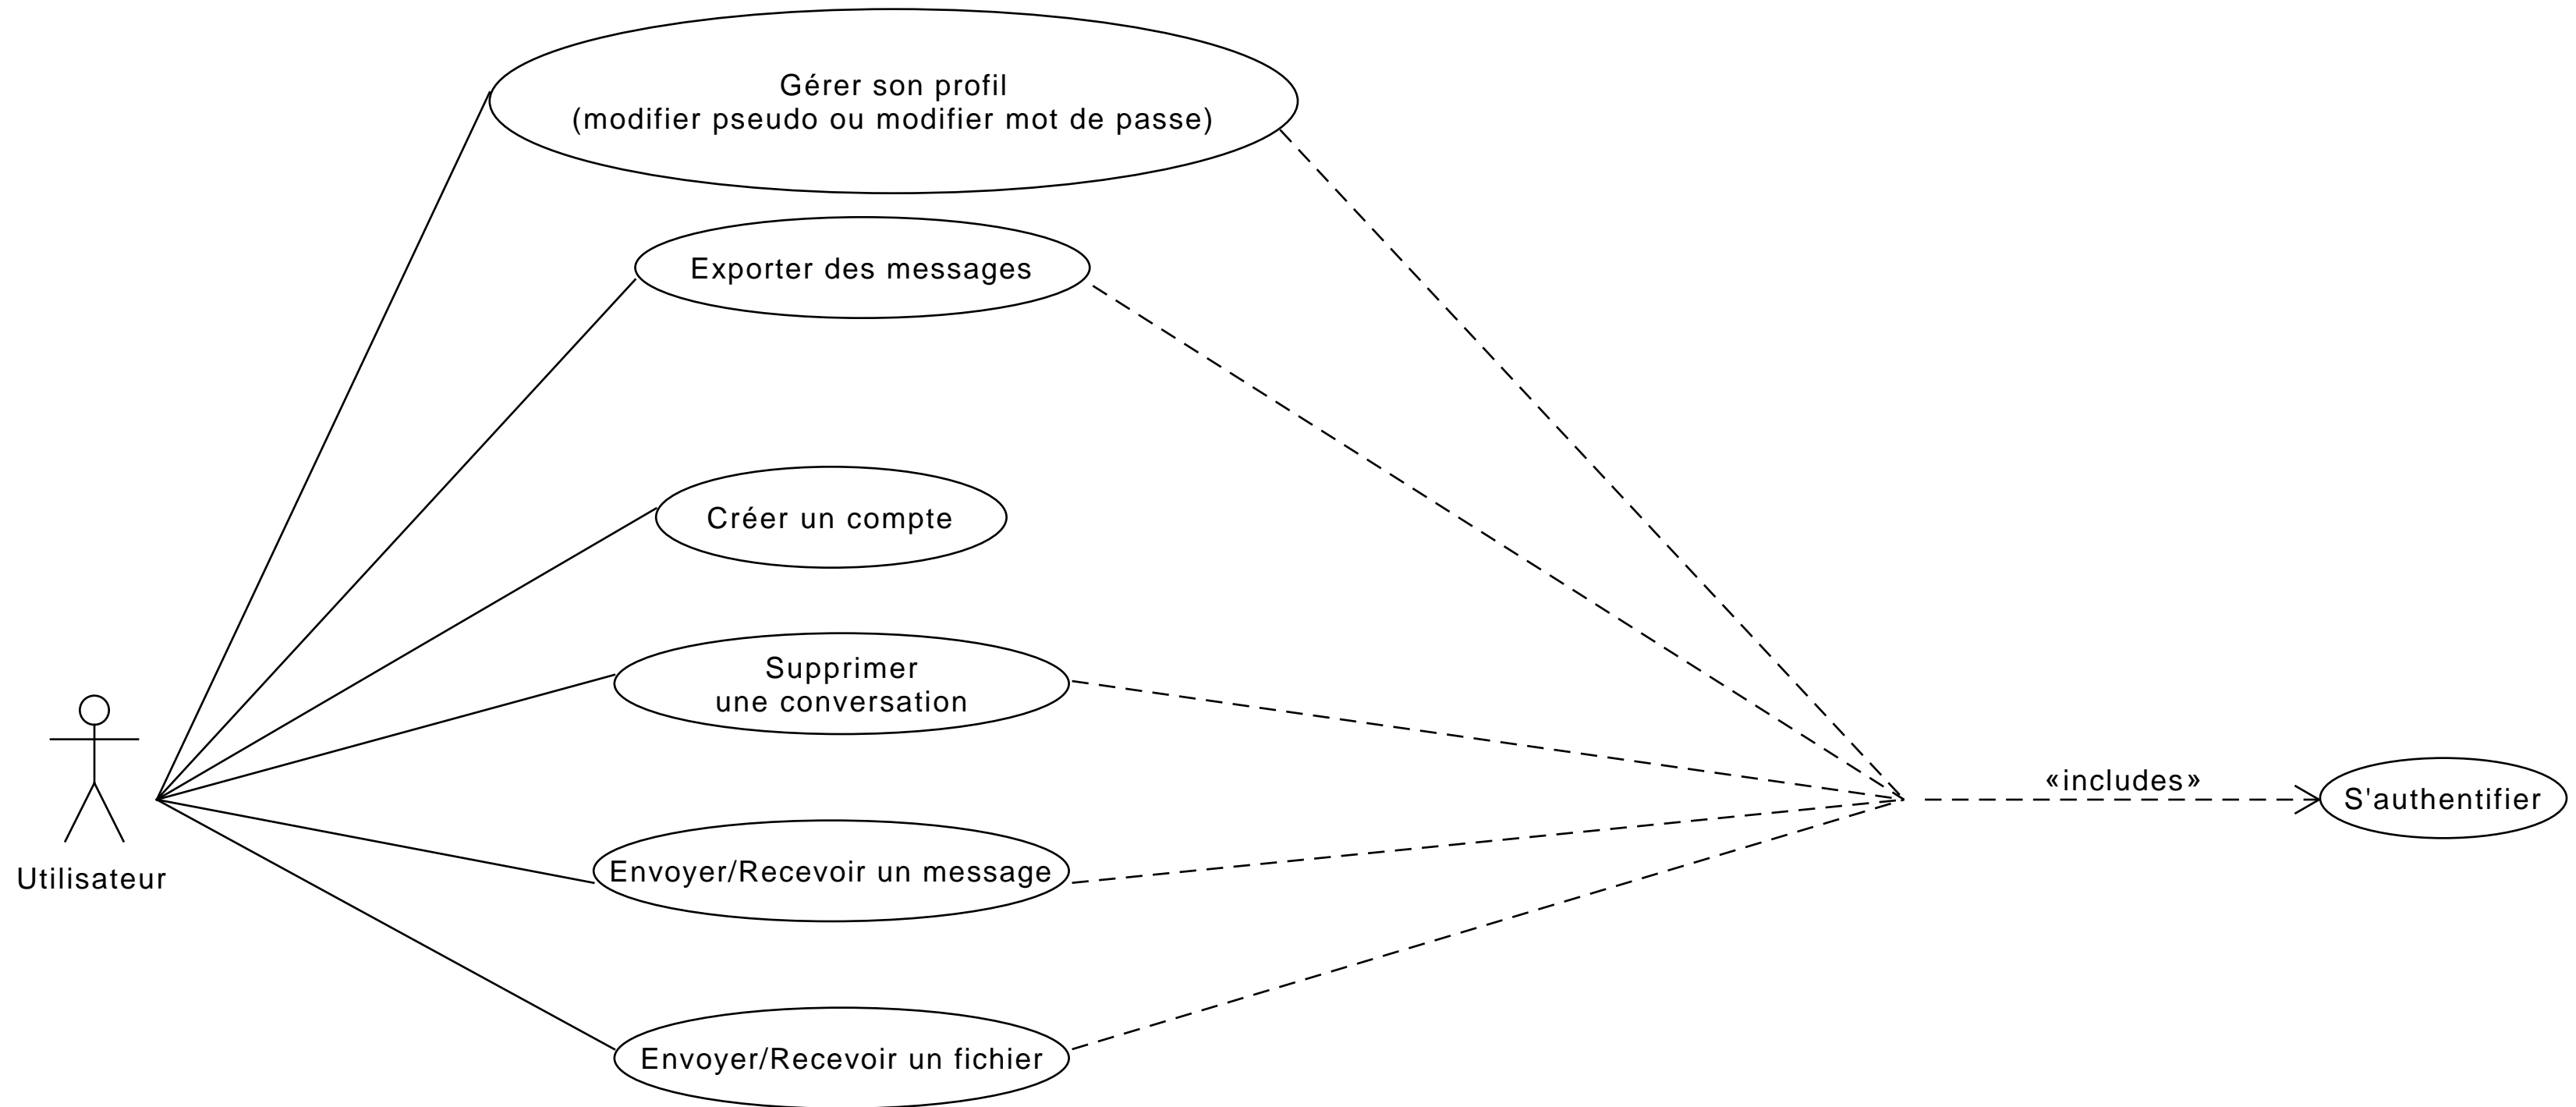 Gérer son profil
(modifier pseudo ou modifier mot de passe)
Exporter des messages
Créer un compte
Supprimer
une conversation
«includes»
S'authentifier
Envoyer/Recevoir un message
Utilisateur
Envoyer/Recevoir un fichier